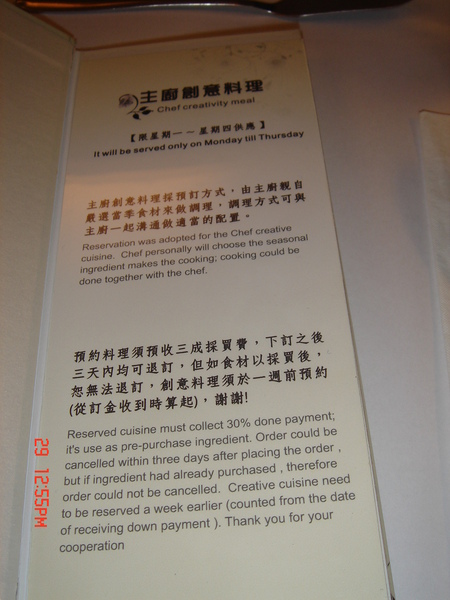 主廚創意料理
Chef creativity meal
【限星期一～星期四供應】
It will be served only on Monday till Thursday
主廚創意料理採預訂方式，由主廚親自
嚴選當季食材來做調理，調理方式可與
主廚一起溝通做適當的配置。
Reservation was adopted for the Chef creative
cuisine. Chef personally will choose the seasonal
ingredient makes the cooking; cooking could be
done together with the chef.
預約料理須預收三成採買費，下訂之後
三天內均可退訂，但如食材以採買後，
恕無法退訂，創意料理須於一週前預約
(從訂金收到時算起)，謝謝!
Reserved cuisine must collect 30% done payment;
it's use as pre-purchase ingredient. Order could be
cancelled within three days after placing the order ,
but if ingredient had already purchased , therefore
order could not be cancelled. Creative cuisine need
to be reserved a week earlier (counted from the date
of receiving down payment ). Thank you for your
cooperation
29 12:55PM